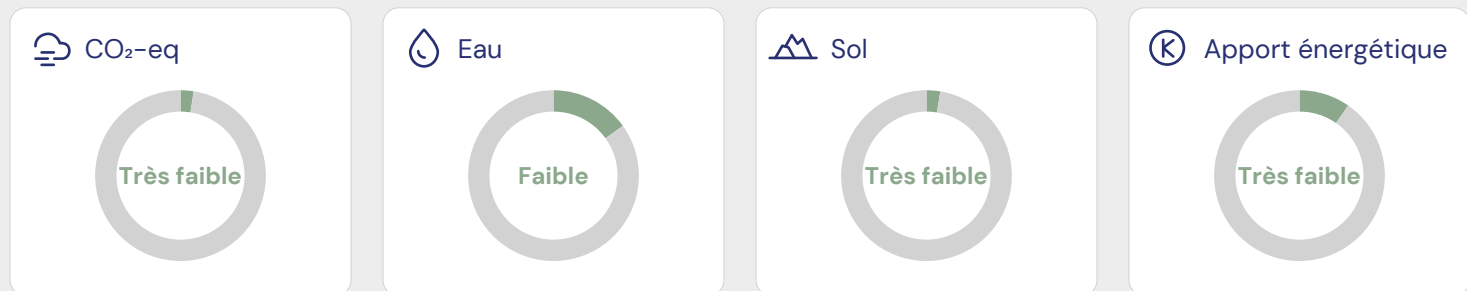 CO₂-eq
Très faible
Eau
Faible
Sol
Très faible
Apport énergétique
Très faible